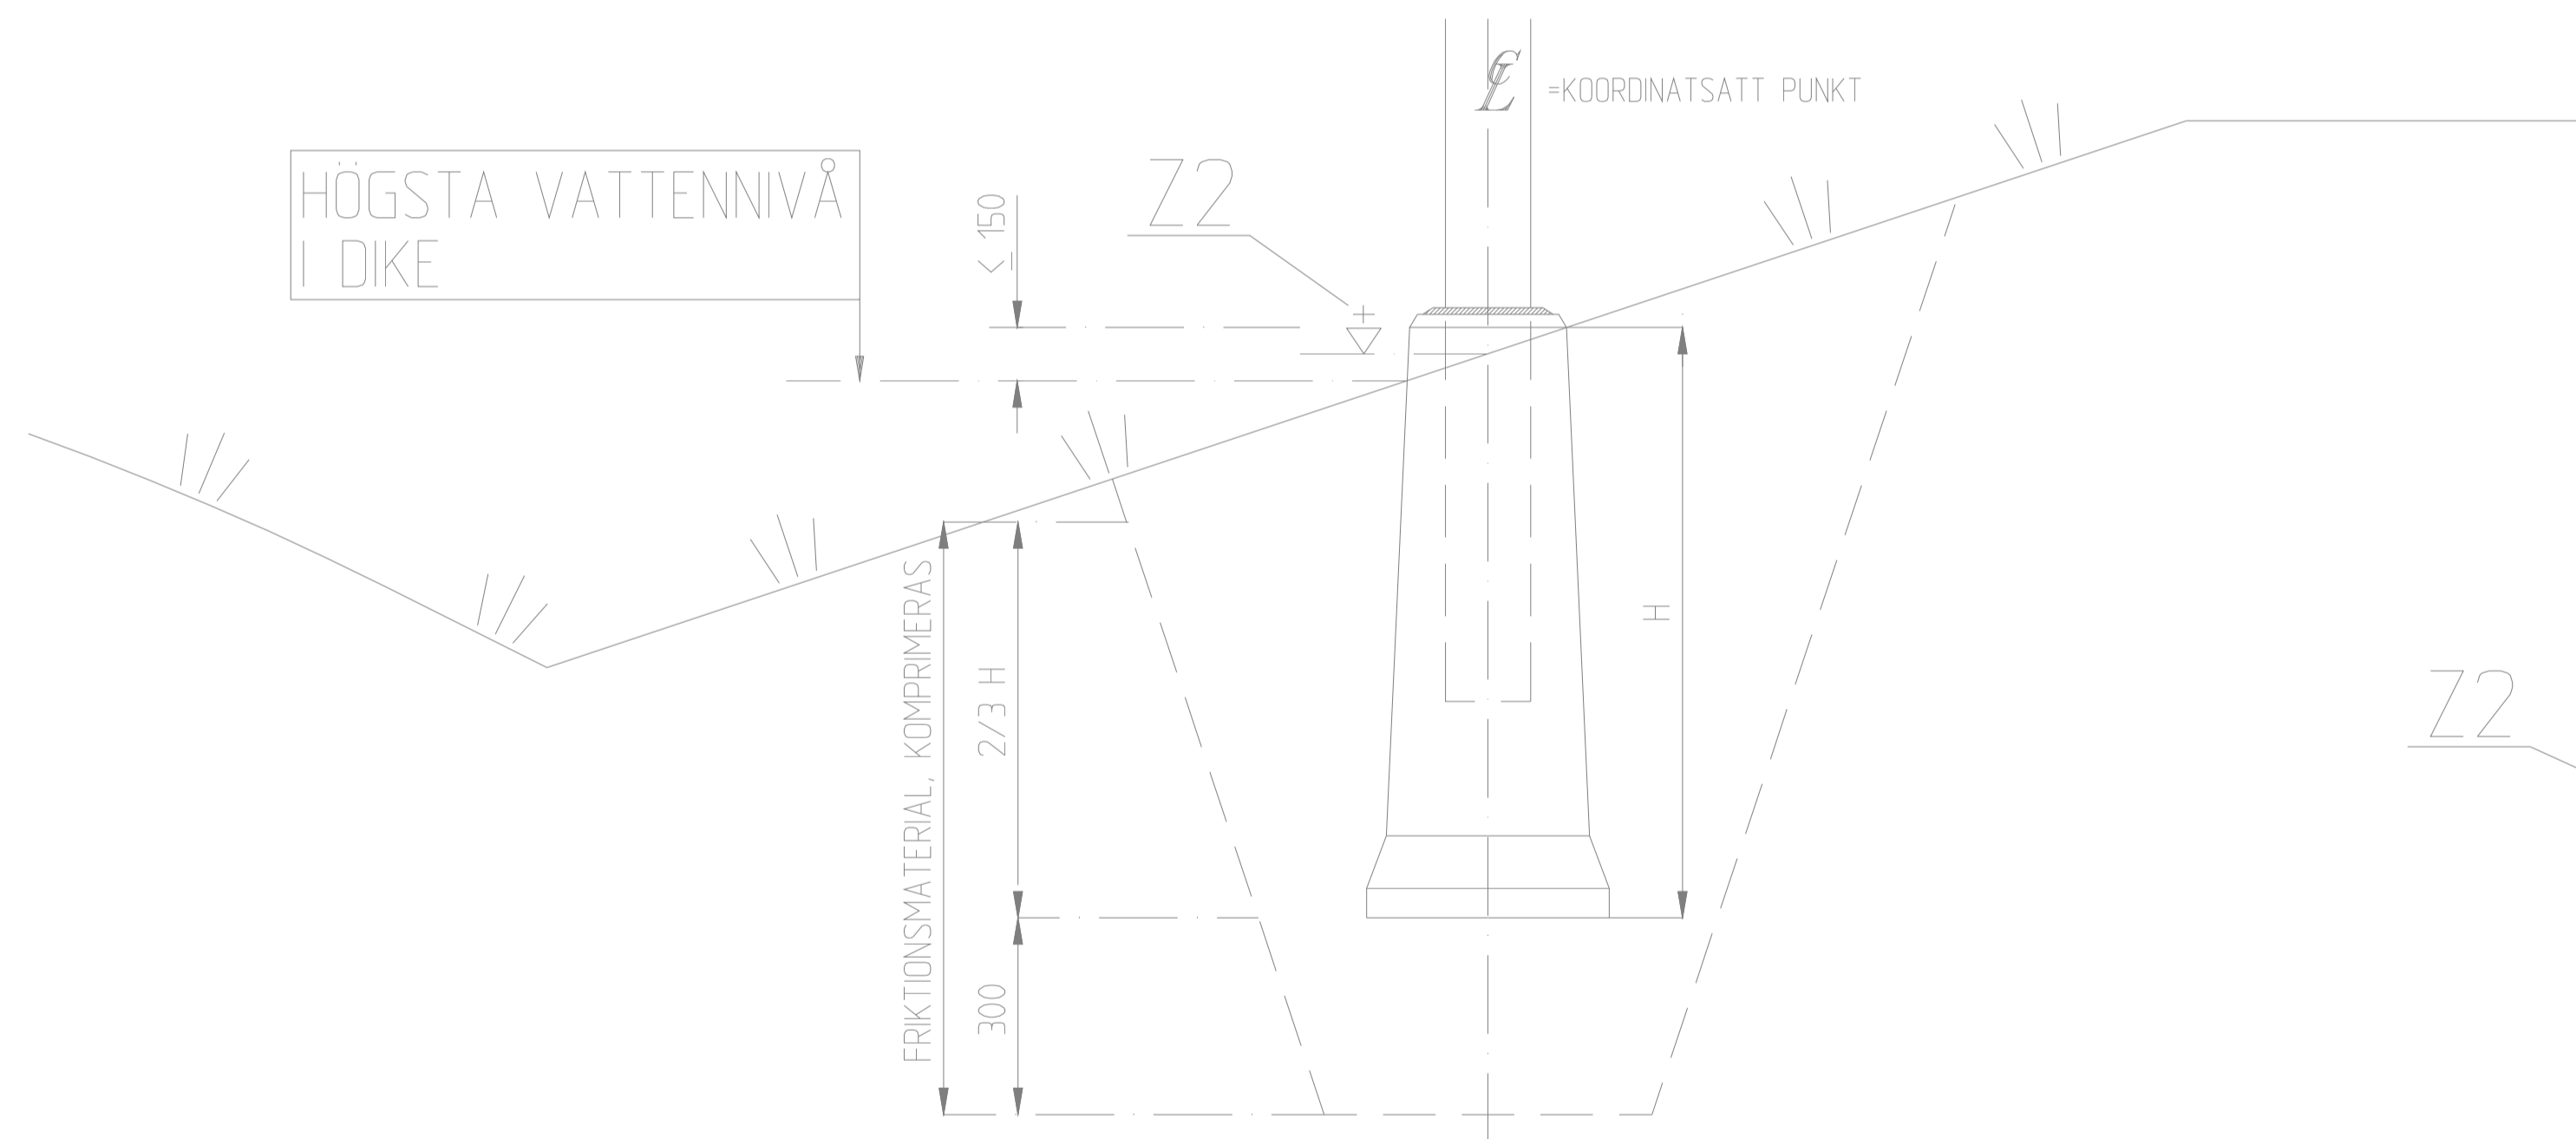 ℄ =KOORDINATSATT PUNKT
HÖGSTA VATTENNIVÅ
I DIKE
≤ 150
Z2
H
FRIKTIONSMATERIAL, KOMPRIMERAS
2/3 H
300
Z2